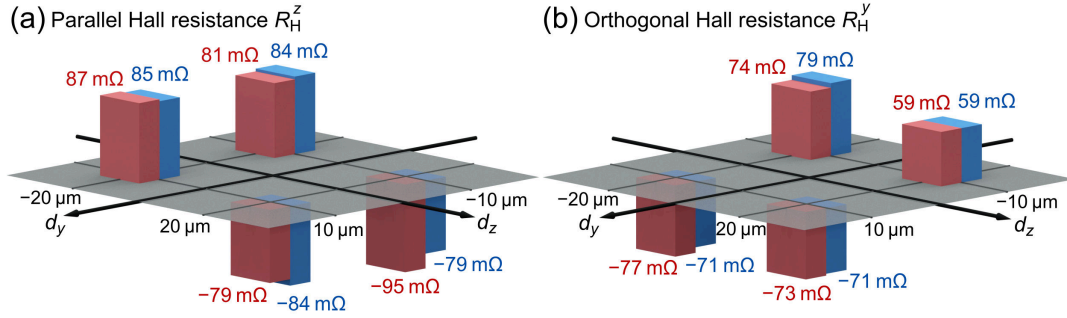 (a) Parallel Hall resistance R_H^z
87 mΩ
85 mΩ
81 mΩ
84 mΩ
−20 μm
d_y
20 μm
10 μm
−10 μm
d_z
−79 mΩ
−84 mΩ
−95 mΩ
−79 mΩ
(b) Orthogonal Hall resistance R_H^y
74 mΩ
79 mΩ
59 mΩ
59 mΩ
−20 μm
d_y
20 μm
10 μm
−10 μm
d_z
−77 mΩ
−71 mΩ
−73 mΩ
−71 mΩ